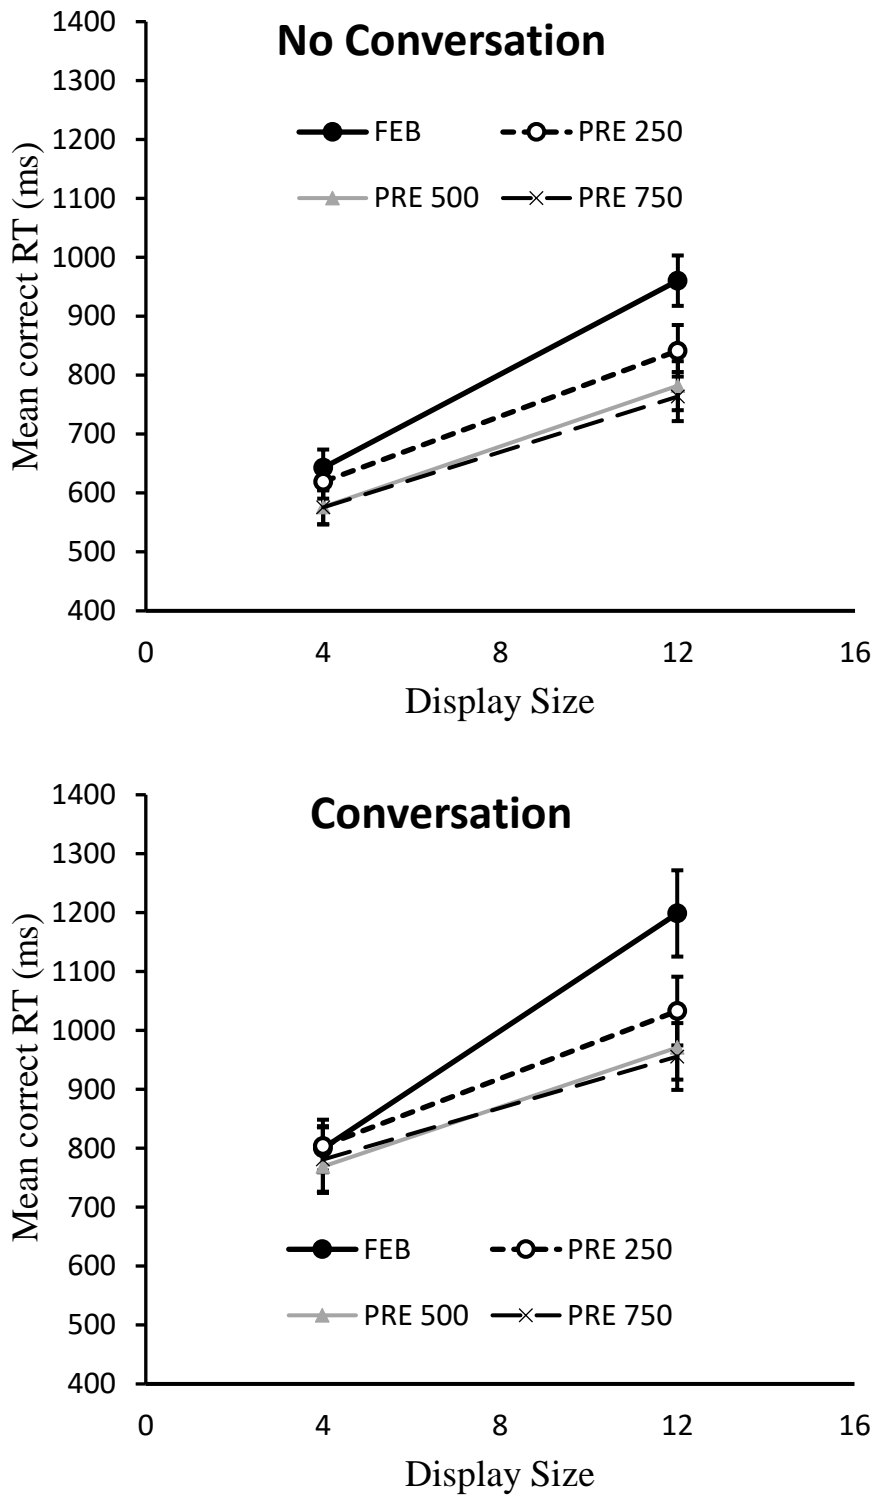 No Conversation
1400
1300
1200
1100
1000
900
800
700
600
500
400
Mean correct RT (ms)
FEB PRE 250
PRE 500 PRE 750
0 4 8 12 16
Display Size
Conversation
1400
1300
1200
1100
1000
900
800
700
600
500
400
Mean correct RT (ms)
FEB PRE 250
PRE 500 PRE 750
0 4 8 12 16
Display Size